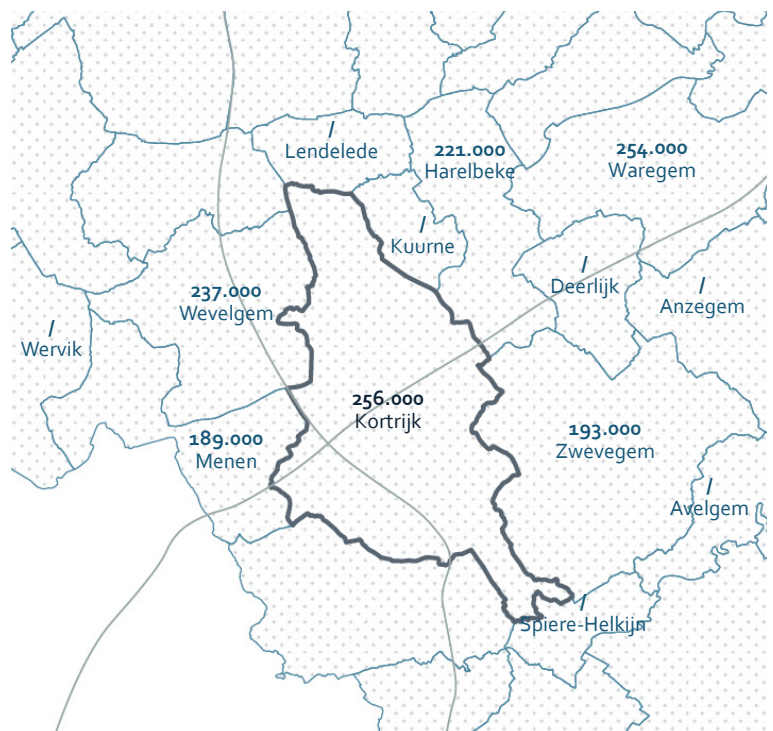 /
Lendelede
221.000
Harelbeke
254.000
Waregem
/
Kuurne
/
Deerlijk
/
Anzegem
237.000
Wevelgem
/
Wervik
256.000
Kortrijk
189.000
Menen
193.000
Zwevegem
/
Avelgem
/
Spiere-Helkijn